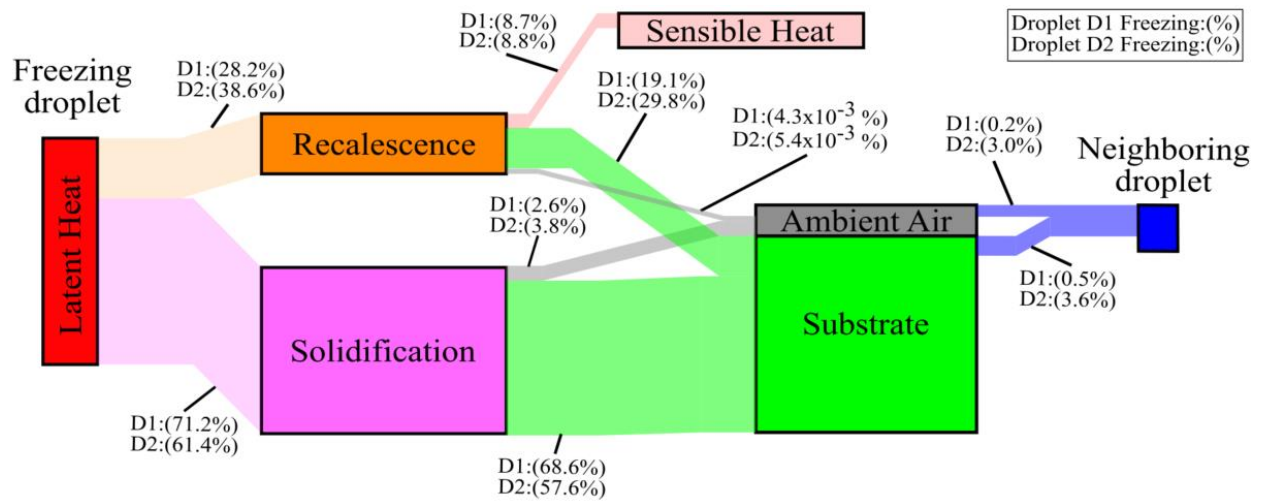 D1:(8.7%)
D2:(8.8%)
Sensible Heat
Droplet D1 Freezing:(%)
Droplet D2 Freezing:(%)
Freezing
droplet
D1:(28.2%)
D2:(38.6%)
D1:(19.1%)
D2:(29.8%)
D1:(4.3x10⁻³ %)
D2:(5.4x10⁻³ %)
D1:(0.2%)
D2:(3.0%)
Neighboring
droplet
Recalescence
Latent Heat
D1:(2.6%)
D2:(3.8%)
Ambient Air
D1:(0.5%)
D2:(3.6%)
Solidification
Substrate
D1:(71.2%)
D2:(61.4%)
D1:(68.6%)
D2:(57.6%)